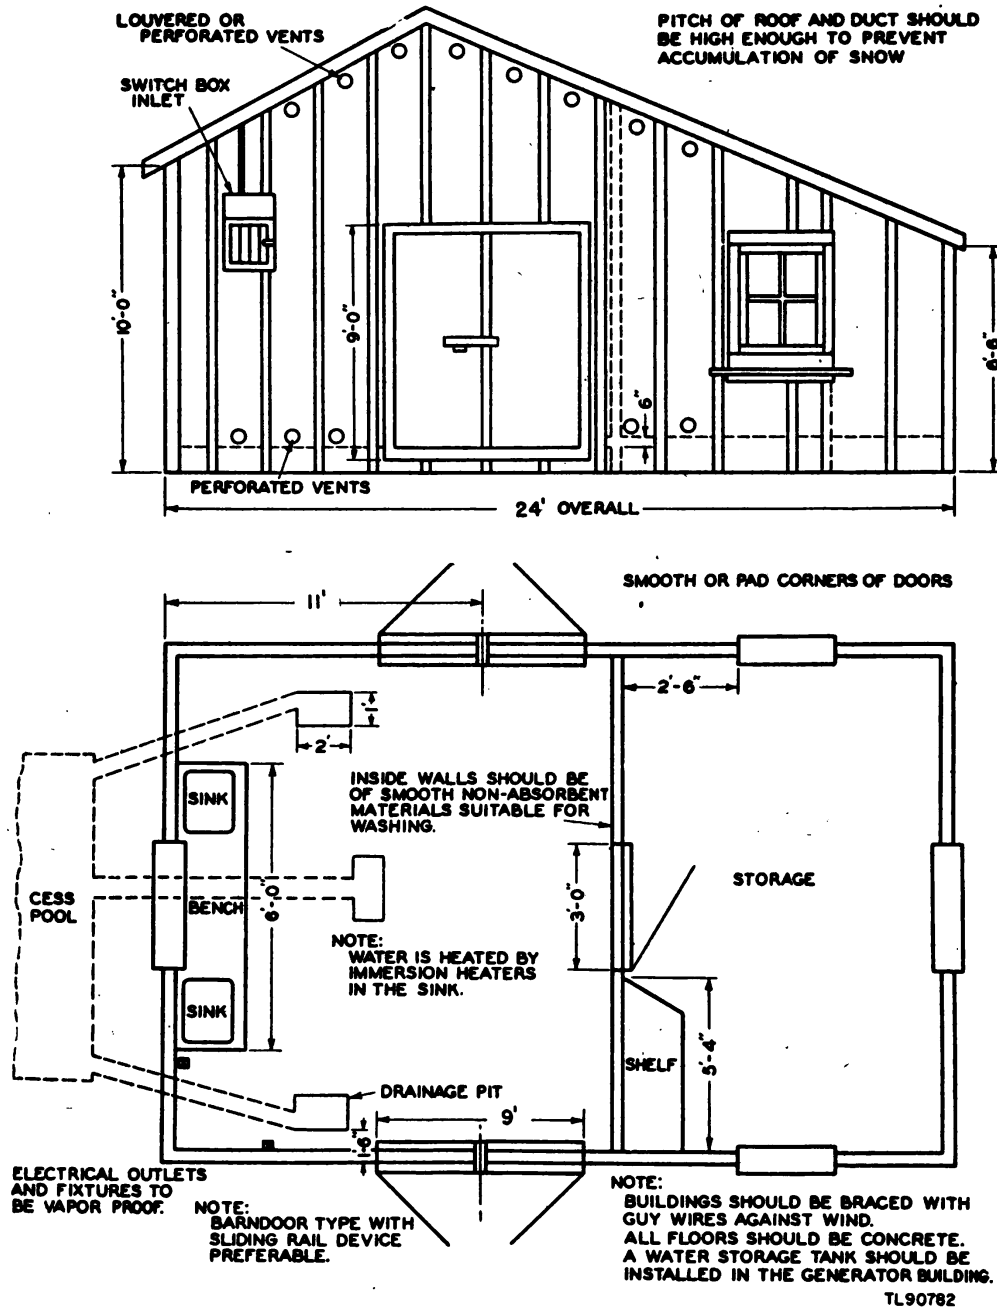 LOUVERED OR
PERFORATED VENTS
PITCH OF ROOF AND DUCT SHOULD
BE HIGH ENOUGH TO PREVENT
ACCUMULATION OF SNOW
SWITCH BOX
INLET
10'-0"
9'-0"
6"
6'-6"
PERFORATED VENTS
24' OVERALL
SMOOTH OR PAD CORNERS OF DOORS
11'
2'-6"
1'
2'
SINK
INSIDE WALLS SHOULD BE
OF SMOOTH NON-ABSORBENT
MATERIALS SUITABLE FOR
WASHING.
CESS
POOL
BENCH
6'-0"
3'-0"
STORAGE
NOTE:
WATER IS HEATED BY
IMMERSION HEATERS
IN THE SINK.
SINK
SHELF
5'-4"
DRAINAGE PIT
9'
1'-6"
ELECTRICAL OUTLETS
AND FIXTURES TO
BE VAPOR PROOF.
NOTE:
BARNDOOR TYPE WITH
SLIDING RAIL DEVICE
PREFERABLE.
NOTE:
BUILDINGS SHOULD BE BRACED WITH
GUY WIRES AGAINST WIND.
ALL FLOORS SHOULD BE CONCRETE.
A WATER STORAGE TANK SHOULD BE
INSTALLED IN THE GENERATOR BUILDING.
TL90782